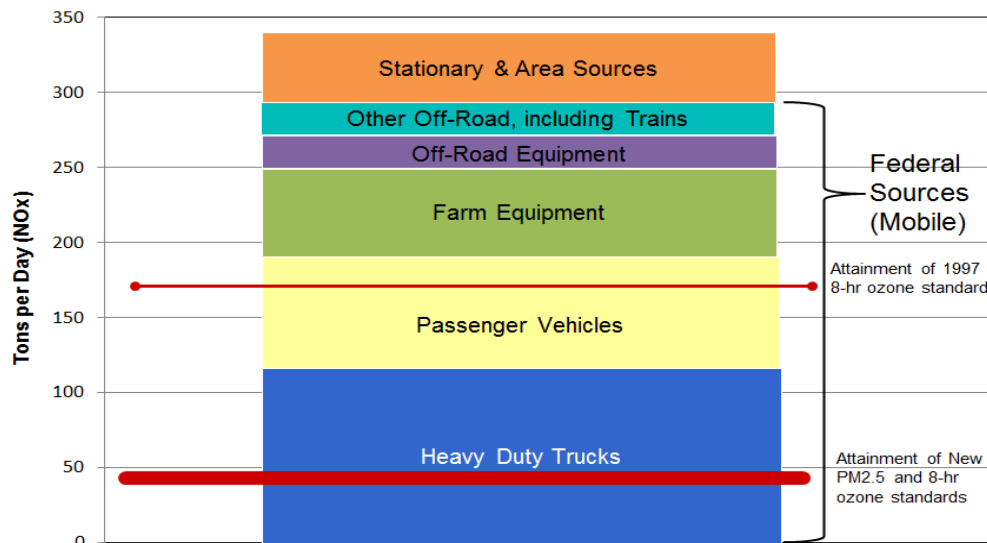 350
300
250
200
150
100
50
0
Tons per Day (NOx)
Stationary & Area Sources
Other Off-Road, including Trains
Off-Road Equipment
Farm Equipment
Passenger Vehicles
Heavy Duty Trucks
Federal
Sources
(Mobile)
Attainment of 1997
8-hr ozone standard
Attainment of New
PM2.5 and 8-hr
ozone standards